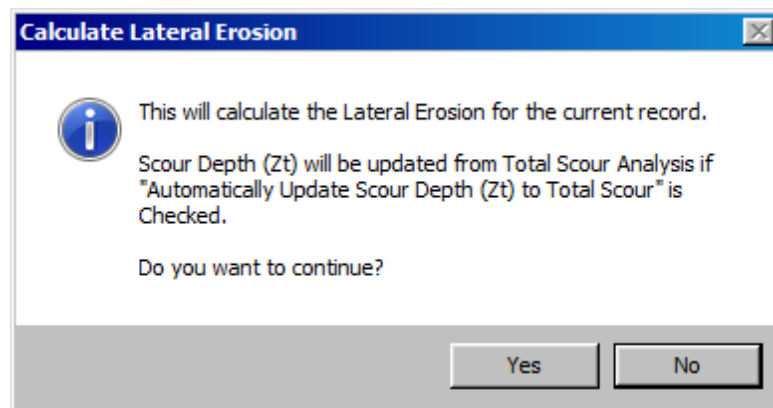 Calculate Lateral Erosion
This will calculate the Lateral Erosion for the current record.
Scour Depth (Zt) will be updated from Total Scour Analysis if
"Automatically Update Scour Depth (Zt) to Total Scour" is
Checked.
Do you want to continue?
Yes
No